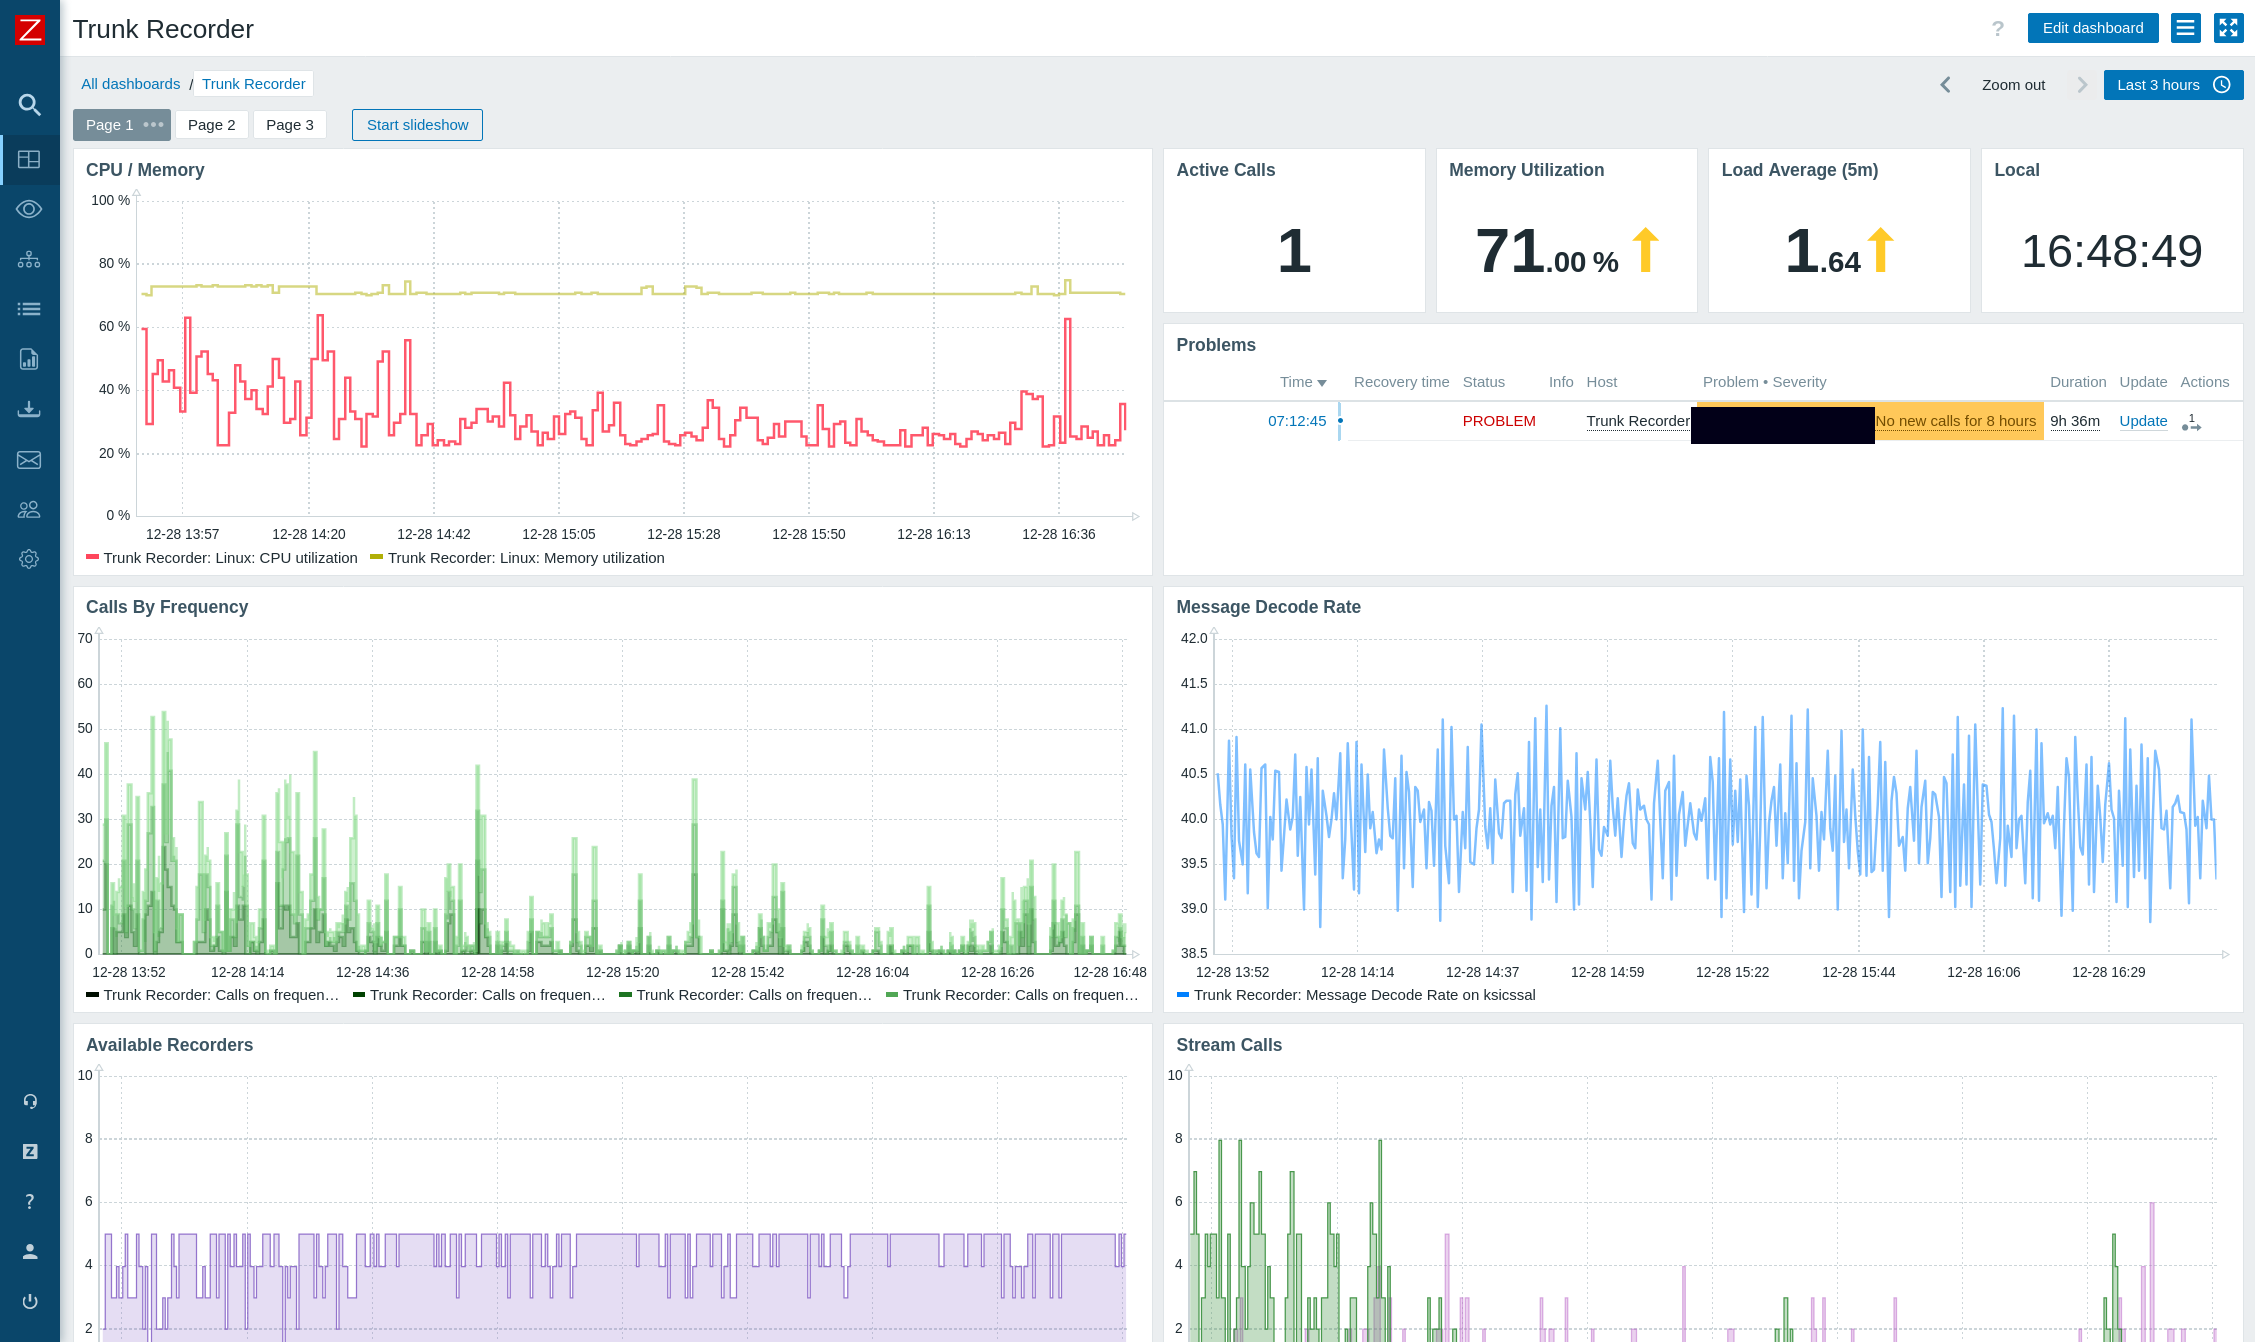 Z
Trunk Recorder
? Edit dashboard
All dashboards / Trunk Recorder
Zoom out
Last 3 hours
Page 1 ••• Page 2 Page 3 Start slideshow
CPU / Memory
100 %
80 %
60 %
40 %
20 %
0 %
12-28 13:57 12-28 14:20 12-28 14:42 12-28 15:05 12-28 15:28 12-28 15:50 12-28 16:13 12-28 16:36
Trunk Recorder: Linux: CPU utilization Trunk Recorder: Linux: Memory utilization
Active Calls
1
Memory Utilization
71.00 %
Load Average (5m)
1.64
Local
16:48:49
Problems
Time Recovery time Status Info Host Problem • Severity Duration Update Actions
07:12:45 PROBLEM Trunk Recorder No new calls for 8 hours 9h 36m Update 1
Calls By Frequency
70
60
50
40
30
20
10
0
12-28 13:52 12-28 14:14 12-28 14:36 12-28 14:58 12-28 15:20 12-28 15:42 12-28 16:04 12-28 16:26 12-28 16:48
Trunk Recorder: Calls on frequen… Trunk Recorder: Calls on frequen… Trunk Recorder: Calls on frequen… Trunk Recorder: Calls on frequen…
Message Decode Rate
42.0
41.5
41.0
40.5
40.0
39.5
39.0
38.5
12-28 13:52 12-28 14:14 12-28 14:37 12-28 14:59 12-28 15:22 12-28 15:44 12-28 16:06 12-28 16:29
Trunk Recorder: Message Decode Rate on ksicssal
Available Recorders
10
8
6
4
2
Stream Calls
10
8
6
4
2
Z
?